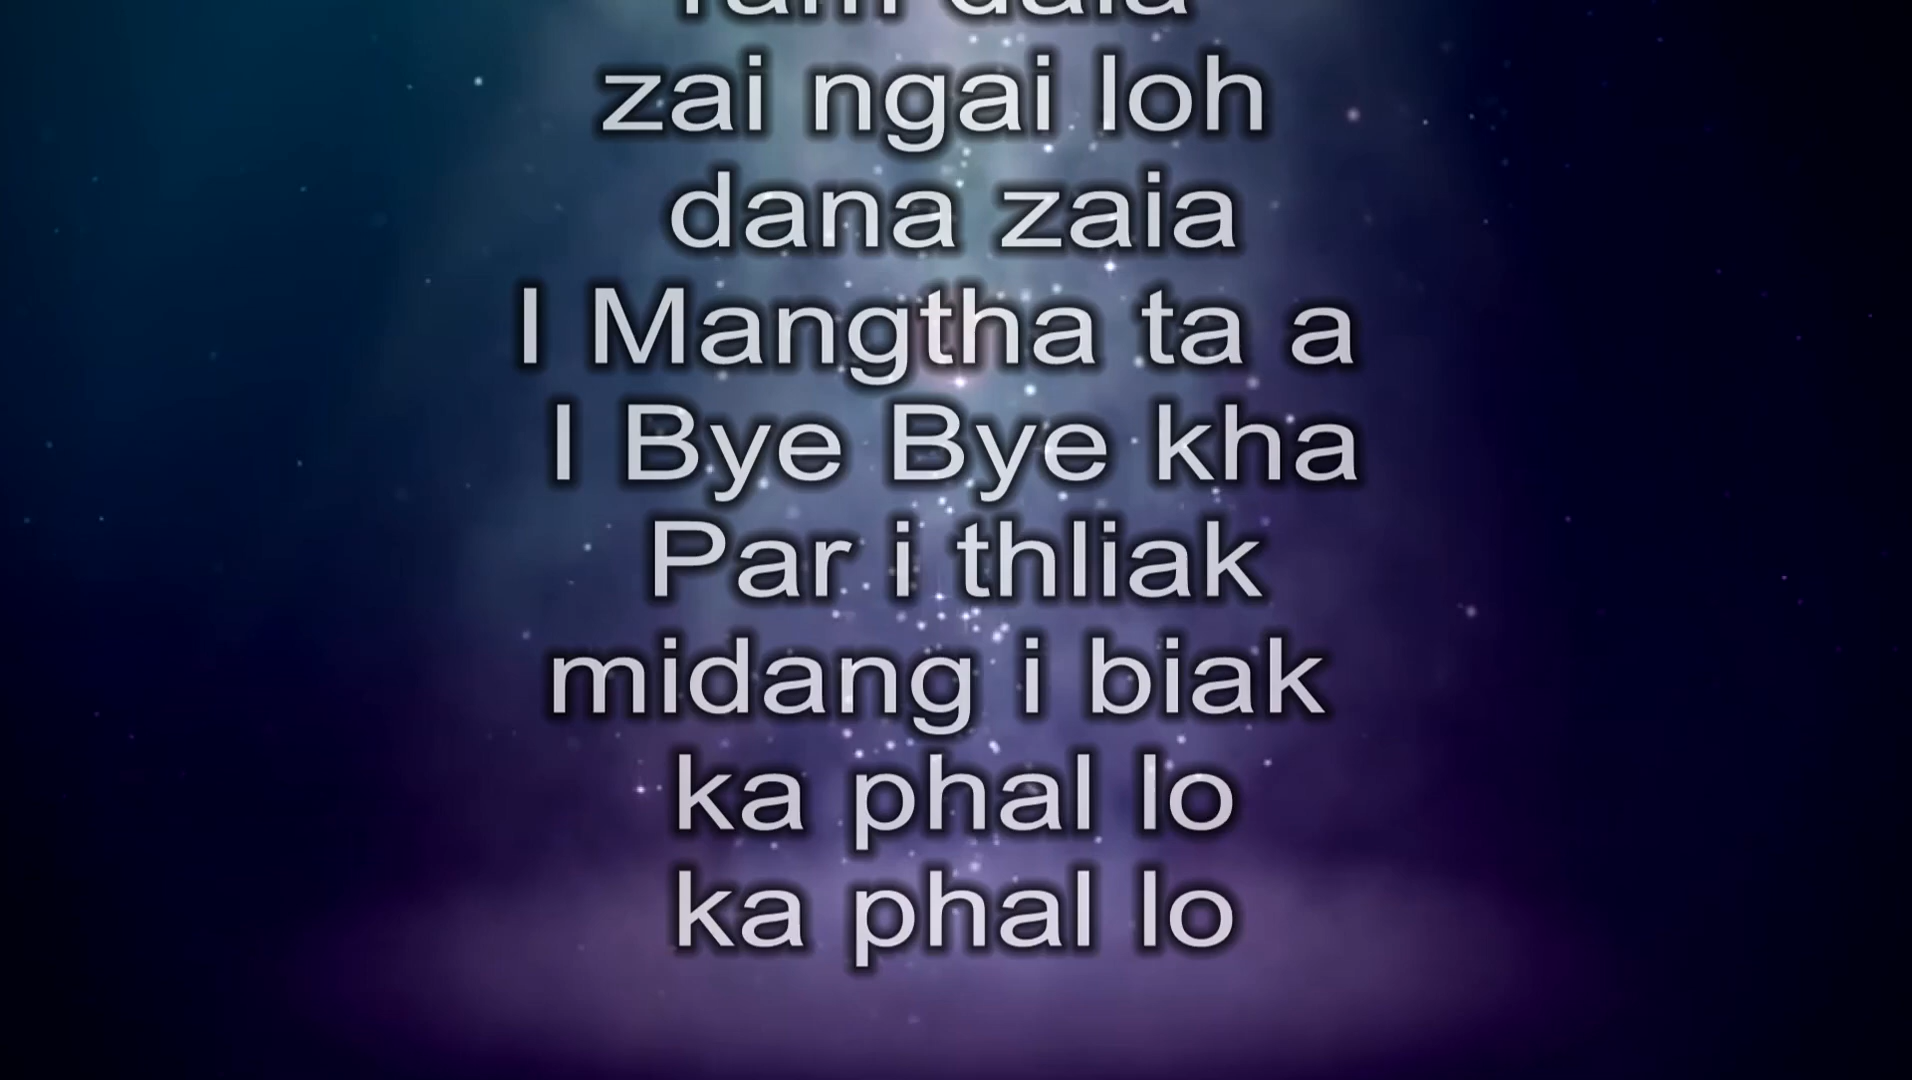 zai ngai loh
dana zaia
I Mangtha ta a
I Bye Bye kha
Par i thliak
midang i biak
ka phal lo
ka phal lo